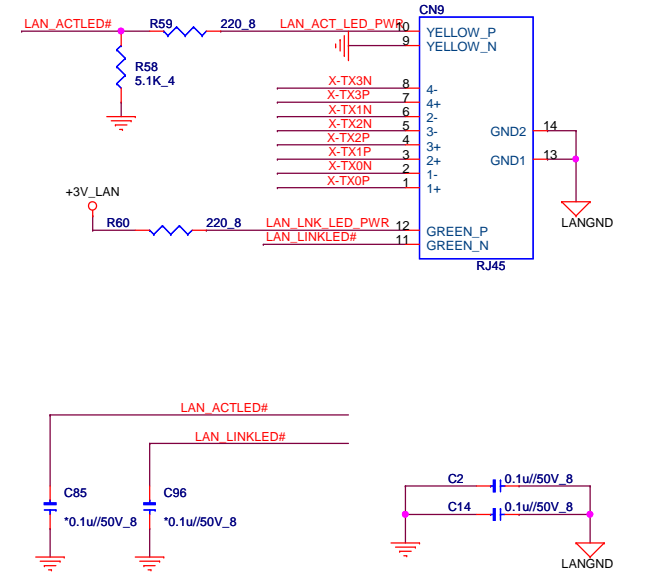 CN9
LAN_ACTLED#
R59
220_8
LAN_ACT_LED_PWR
10
YELLOW_P
9
YELLOW_N
R58
5.1K_4
X-TX3N
8
4-
X-TX3P
7
4+
X-TX1N
6
2-
X-TX2N
5
3-
GND2
14
X-TX2P
4
3+
X-TX1P
3
2+
GND1
13
X-TX0N
2
1-
X-TX0P
1
1+
+3V_LAN
LANGND
R60
220_8
LAN_LNK_LED_PWR
12
GREEN_P
LAN_LINKLED#
11
GREEN_N
RJ45
LAN_ACTLED#
LAN_LINKLED#
C2
0.1u//50V_8
C85
*0.1u//50V_8
C96
*0.1u//50V_8
C14
0.1u//50V_8
LANGND